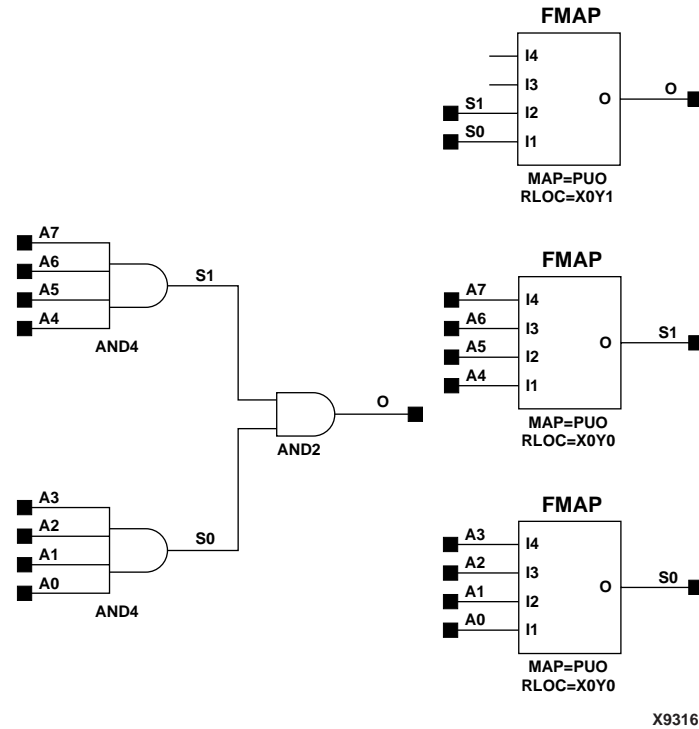 A7
A6
A5
A4
AND4
S1
A3
A2
A1
A0
AND4
S0
AND2
O
FMAP
I4
I3
S1 I2
S0 I1
O O
MAP=PUO
RLOC=X0Y1
FMAP
A7 I4
A6 I3
A5 I2
A4 I1
O S1
MAP=PUO
RLOC=X0Y0
FMAP
A3 I4
A2 I3
A1 I2
A0 I1
O S0
MAP=PUO
RLOC=X0Y0
X9316